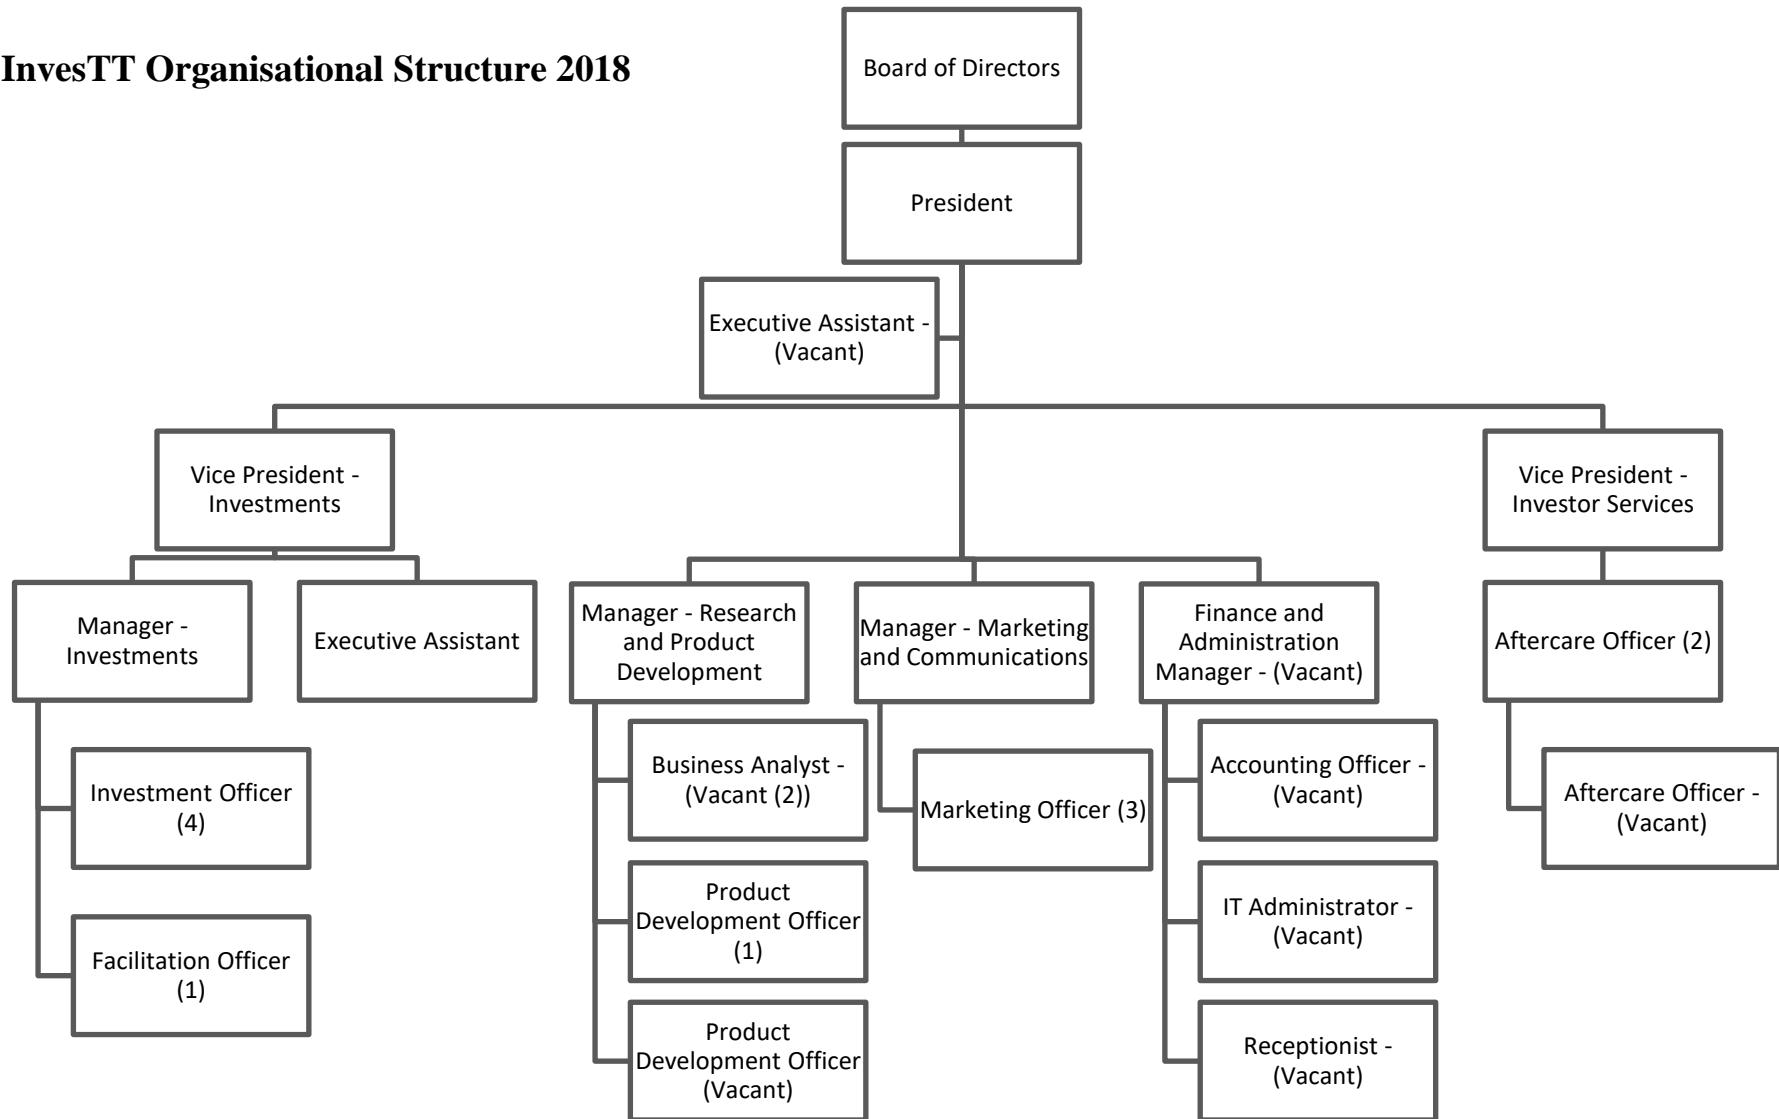 InvesTT Organisational Structure 2018
Board of Directors
President
Executive Assistant -
(Vacant)
Vice President -
Investments
Vice President -
Investor Services
Manager -
Investments
Executive Assistant
Manager - Research
and Product
Development
Manager - Marketing
and Communications
Finance and
Administration
Manager - (Vacant)
Aftercare Officer (2)
Investment Officer
(4)
Facilitation Officer
(1)
Business Analyst -
(Vacant (2))
Product
Development Officer
(1)
Product
Development Officer
(Vacant)
Marketing Officer (3)
Accounting Officer -
(Vacant)
IT Administrator -
(Vacant)
Receptionist -
(Vacant)
Aftercare Officer -
(Vacant)